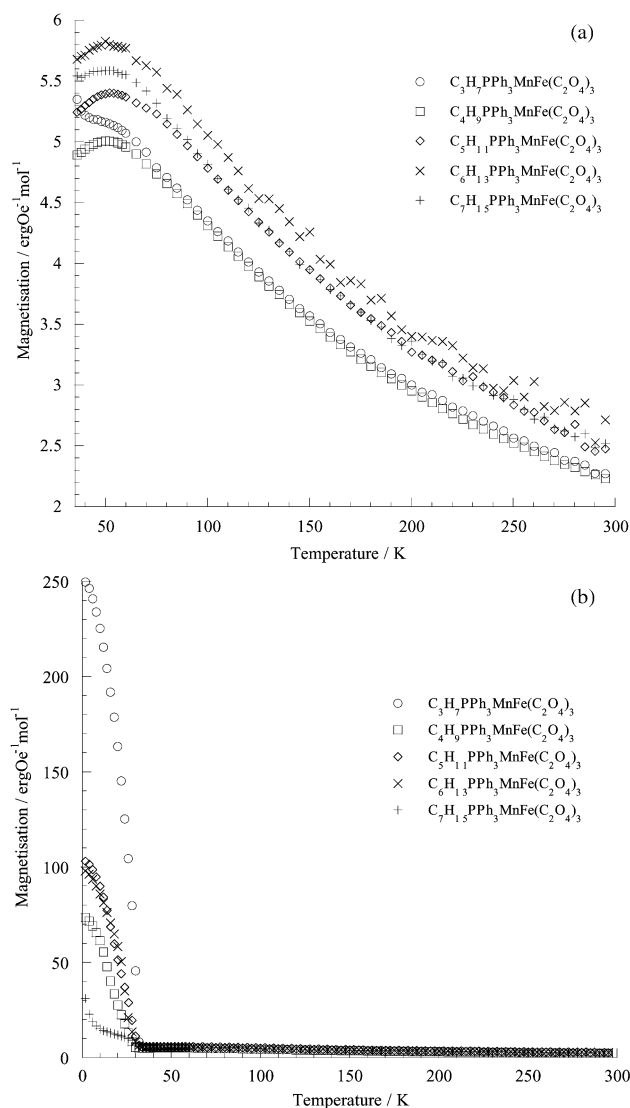 (a)
6
5.5
5
4.5
4
3.5
3
2.5
2
Magnetisation / ergOe⁻¹mol⁻¹
C₃H₇PPh₃MnFe(C₂O₄)₃
C₄H₉PPh₃MnFe(C₂O₄)₃
C₅H₁₁PPh₃MnFe(C₂O₄)₃
C₆H₁₃PPh₃MnFe(C₂O₄)₃
C₇H₁₅PPh₃MnFe(C₂O₄)₃
50 100 150 200 250 300
Temperature / K
(b)
250
200
150
100
50
0
Magnetisation / ergOe⁻¹mol⁻¹
C₃H₇PPh₃MnFe(C₂O₄)₃
C₄H₉PPh₃MnFe(C₂O₄)₃
C₅H₁₁PPh₃MnFe(C₂O₄)₃
C₆H₁₃PPh₃MnFe(C₂O₄)₃
C₇H₁₅PPh₃MnFe(C₂O₄)₃
0 50 100 150 200 250 300
Temperature / K